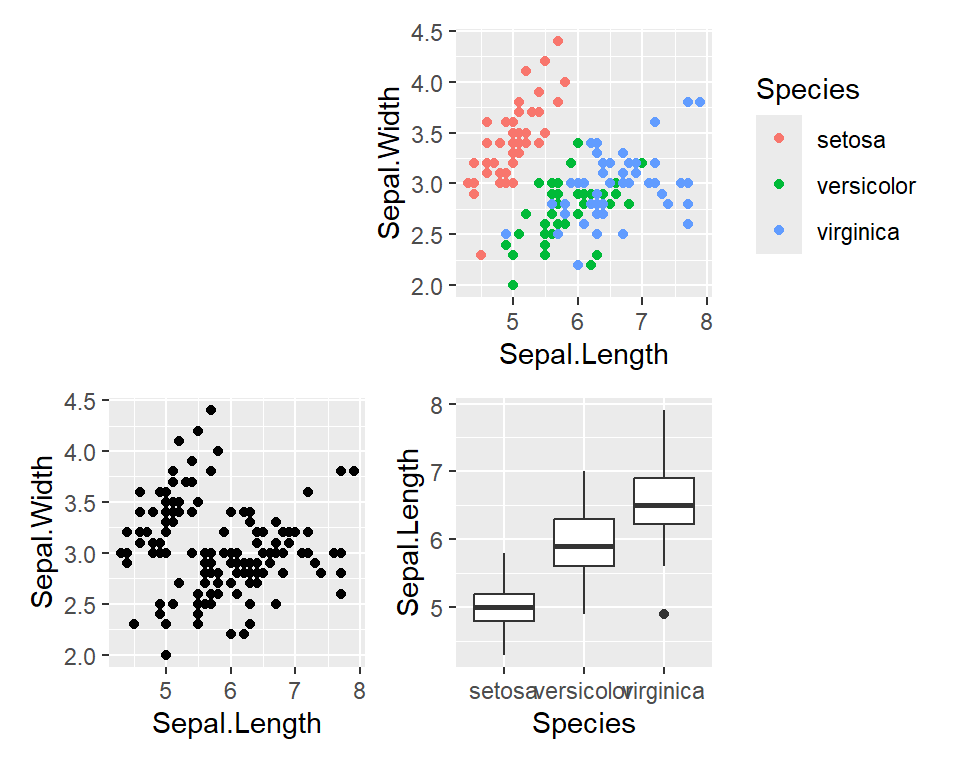 4.5
4.0
3.5
3.0
2.5
2.0
Sepal.Width
5 6 7 8
Sepal.Length
Species
setosa
versicolor
virginica
4.5
4.0
3.5
3.0
2.5
2.0
Sepal.Width
5 6 7 8
Sepal.Length
8
7
6
5
Sepal.Length
setosa versicolor virginica
Species